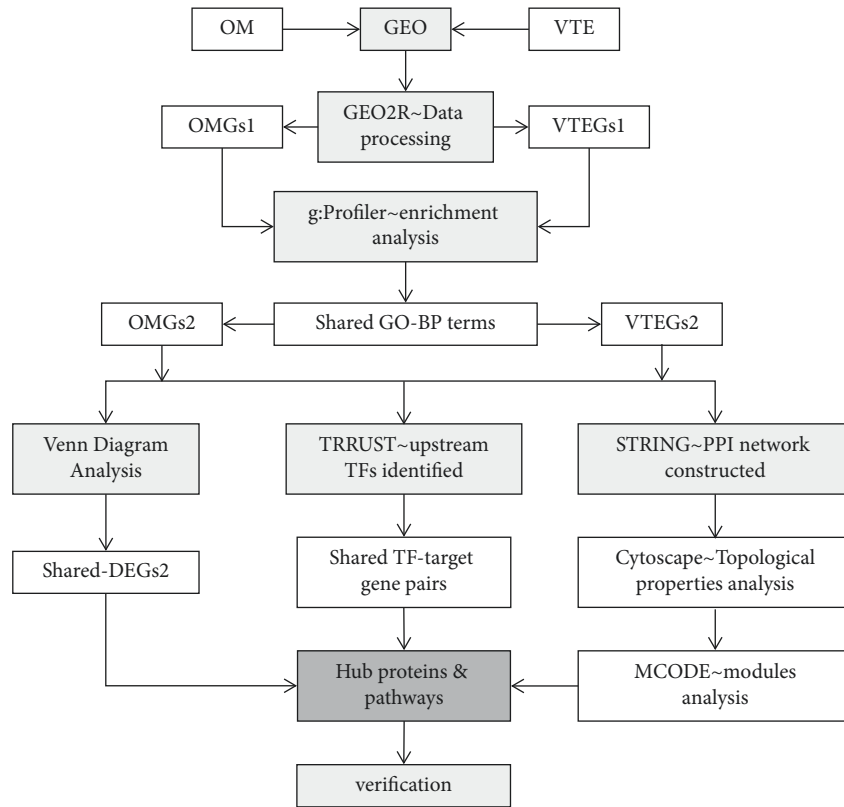 OM
GEO
VTE
OMGs1
GEO2R~Data
processing
VTEGs1
g:Profiler~enrichment
analysis
OMGs2
Shared GO-BP terms
VTEGs2
Venn Diagram
Analysis
TRRUST~upstream
TFs identified
STRING~PPI network
constructed
Shared-DEGs2
Shared TF-target
gene pairs
Cytoscape~Topological
properties analysis
Hub proteins &
pathways
MCODE~modules
analysis
verification